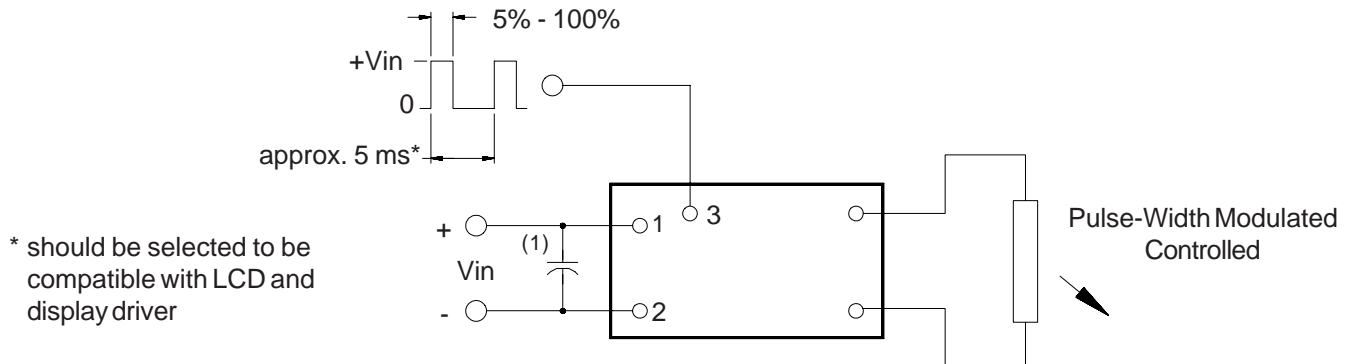 5% - 100%
+Vin
0
approx. 5 ms*
3
1
+
(1)
Vin
-
2
* should be selected to be
compatible with LCD and
display driver
Pulse-Width Modulated
Controlled